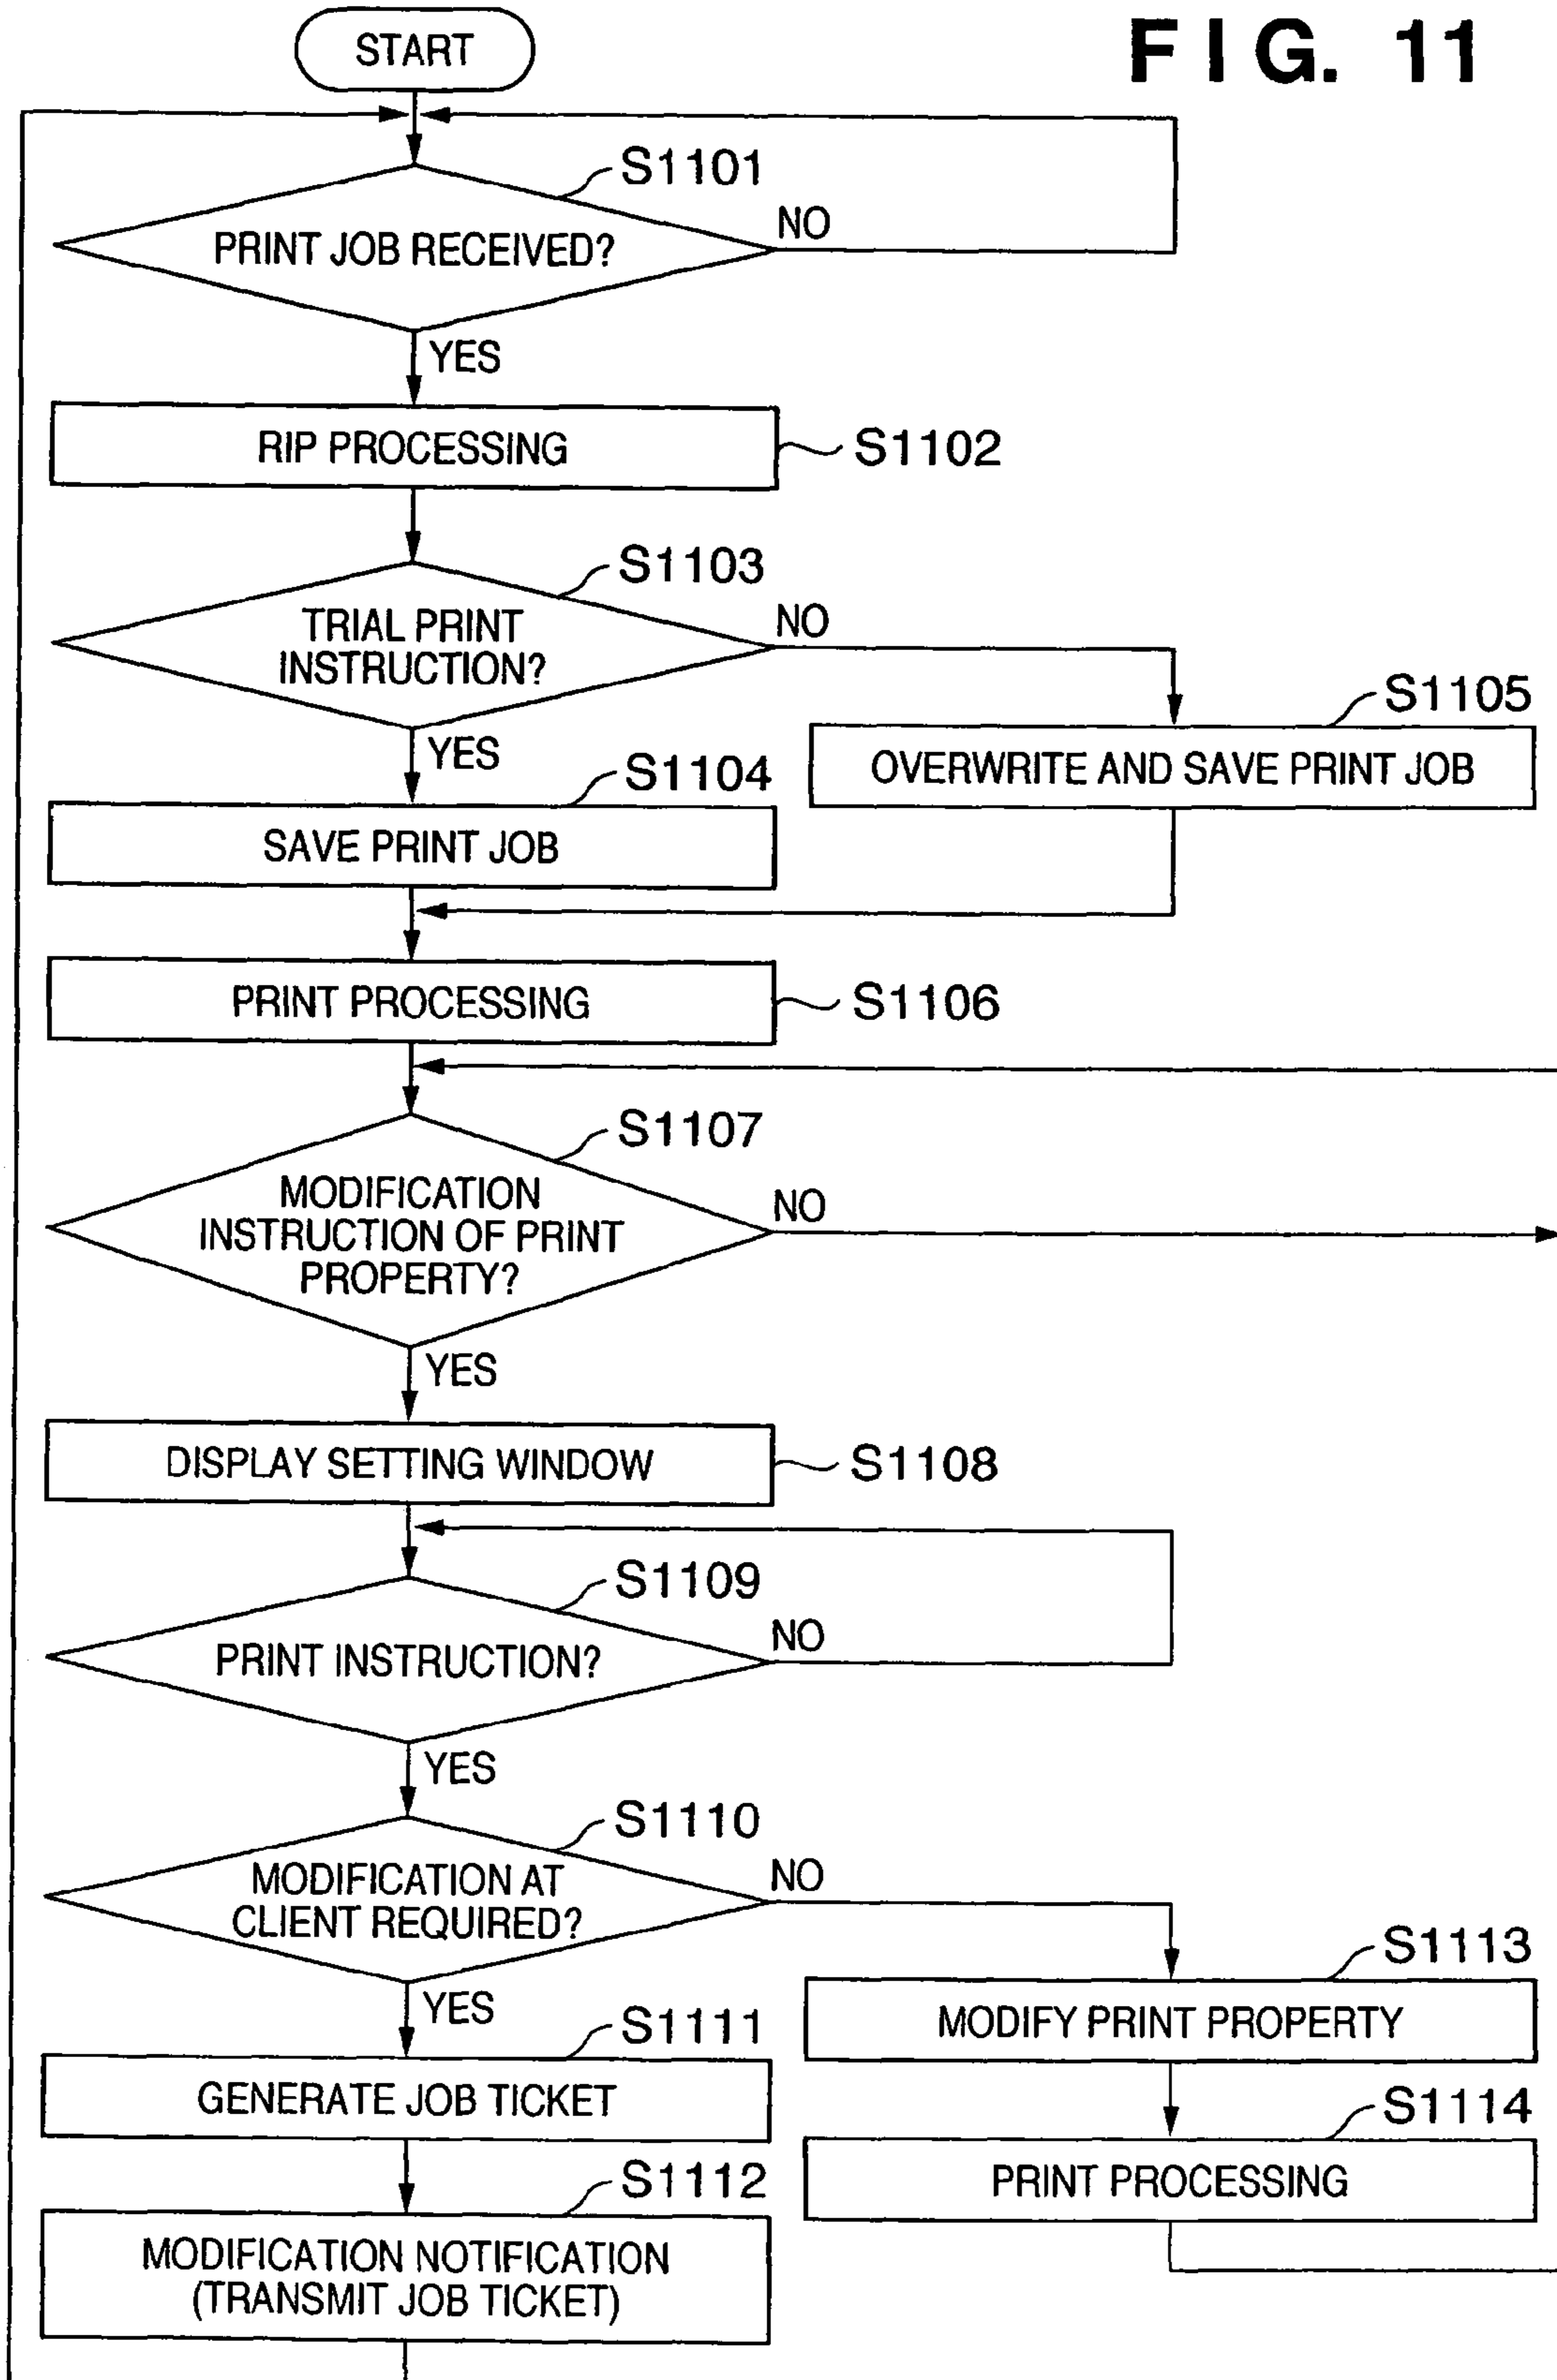 FIG. 11
START
S1101
PRINT JOB RECEIVED?
NO
YES
RIP PROCESSING
S1102
S1103
TRIAL PRINT
INSTRUCTION?
NO
YES
S1105
OVERWRITE AND SAVE PRINT JOB
S1104
SAVE PRINT JOB
PRINT PROCESSING
S1106
S1107
MODIFICATION
INSTRUCTION OF PRINT
PROPERTY?
NO
YES
DISPLAY SETTING WINDOW
S1108
S1109
PRINT INSTRUCTION?
NO
YES
S1110
MODIFICATION AT
CLIENT REQUIRED?
NO
YES
S1113
MODIFY PRINT PROPERTY
S1111
GENERATE JOB TICKET
S1114
PRINT PROCESSING
S1112
MODIFICATION NOTIFICATION
(TRANSMIT JOB TICKET)